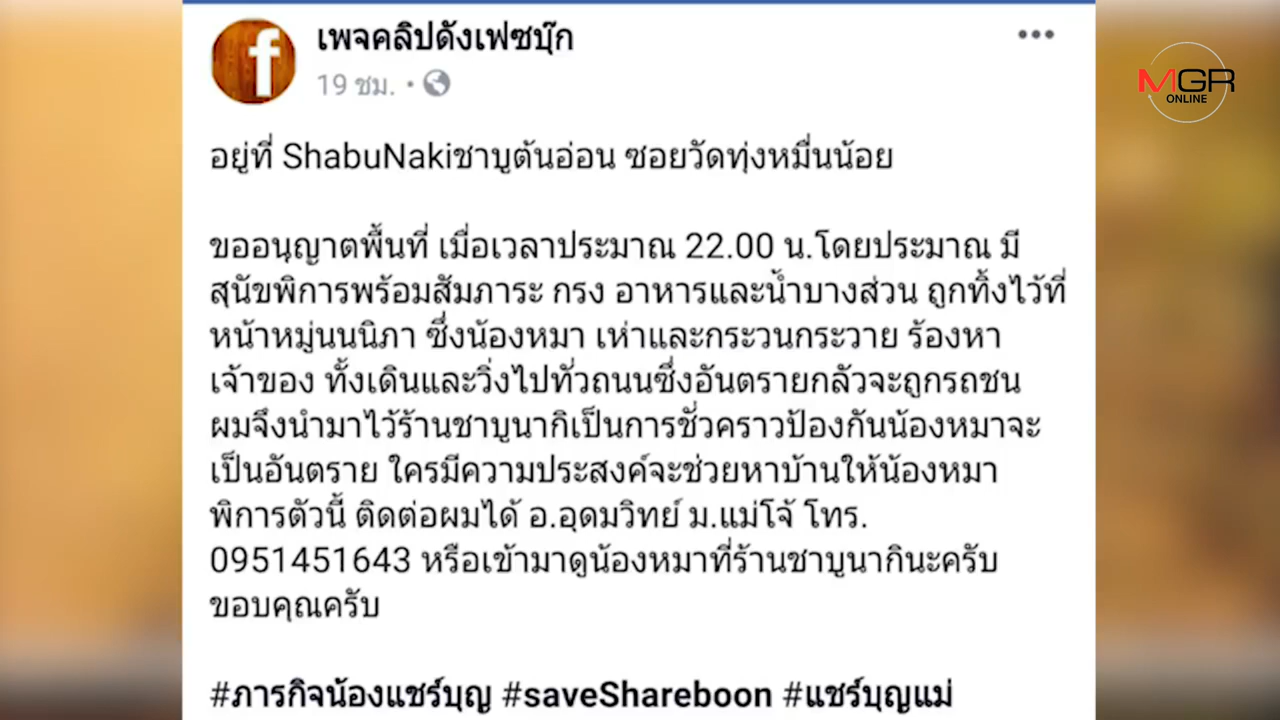 เพจคลิปดังเฟซบุ๊ก
19 ชม.
MGR
ONLINE
อยู่ที่ ShabuNakiชาบูต้นอ่อน ซอยวัดทุ่งหมื่นน้อย
ขออนุญาตพื้นที่ เมื่อเวลาประมาณ 22.00 น.โดยประมาณ มี
สุนัขพิการพร้อมสัมภาระ กรง อาหารและน้ำบางส่วน ถูกทิ้งไว้ที่
หน้าหมู่นนนิภา ซึ่งน้องหมา เห่าและกระวนกระวาย ร้องหา
เจ้าของ ทั้งเดินและวิ่งไปทั่วถนนซึ่งอันตรายกลัวจะถูกรถชน
ผมจึงนำมาไว้ร้านชาบูนากิเป็นการชั่วคราวป้องกันน้องหมาจะ
เป็นอันตราย ใครมีความประสงค์จะช่วยหาบ้านให้น้องหมา
พิการตัวนี้ ติดต่อผมได้ อ.อุดมวิทย์ ม.แม่โจ้ โทร.
0951451643 หรือเข้ามาดูน้องหมาที่ร้านชาบูนากินะครับ
ขอบคุณครับ
#ภารกิจน้องแชร์บุญ #saveShareboon #แชร์บุญแม่